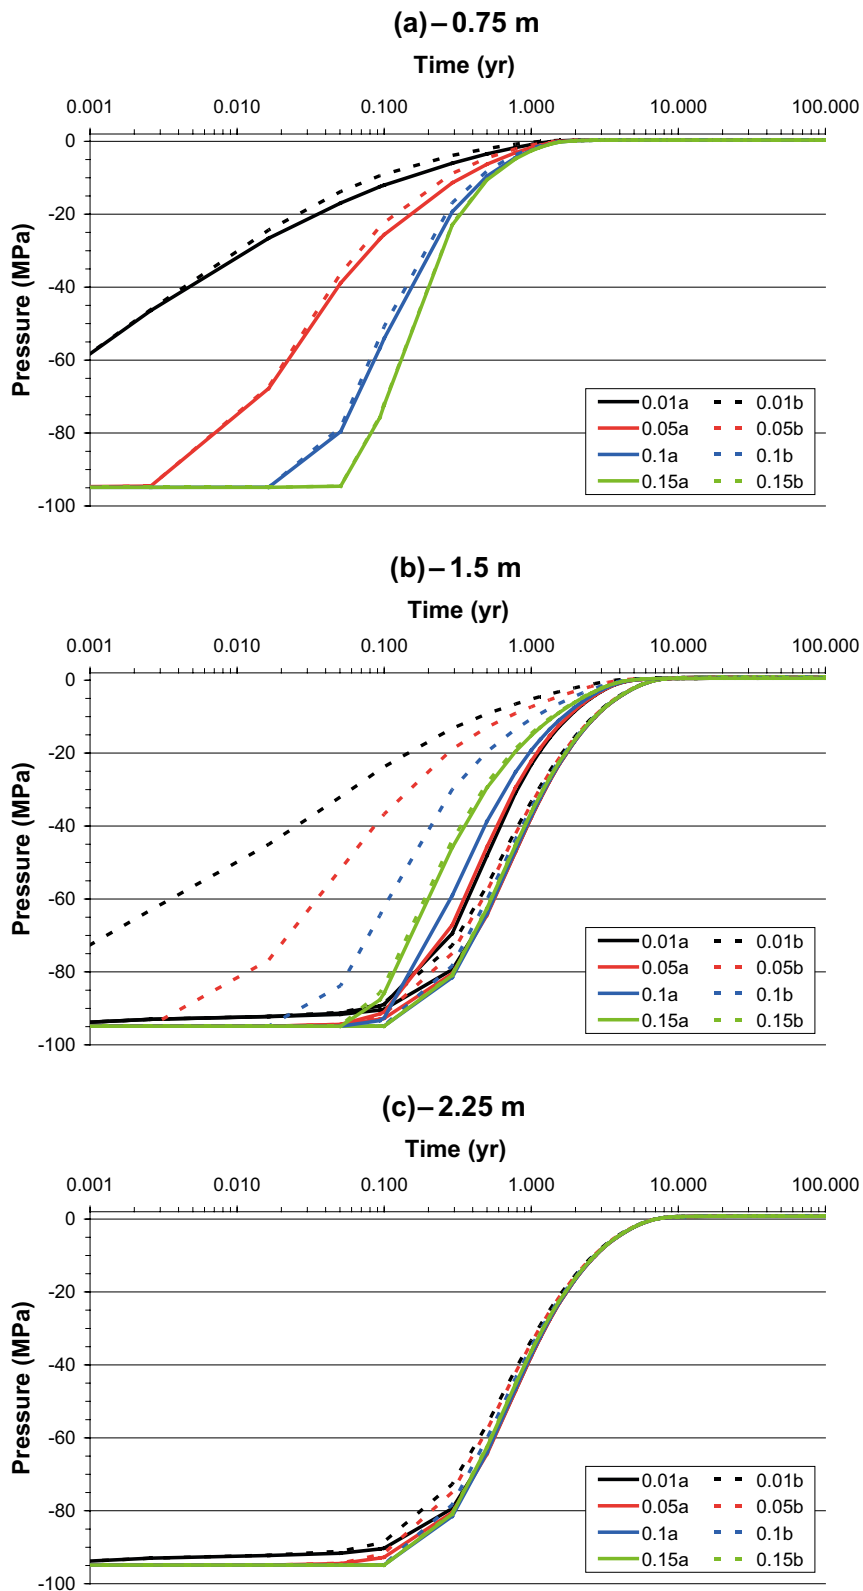 (a) – 0.75 m
Time (yr)
0.001 0.010 0.100 1.000 10.000 100.000
Pressure (MPa)
0
-20
-40
-60
-80
-100
0.01a 0.01b
0.05a 0.05b
0.1a 0.1b
0.15a 0.15b
(b) – 1.5 m
Time (yr)
0.001 0.010 0.100 1.000 10.000 100.000
Pressure (MPa)
0
-20
-40
-60
-80
-100
0.01a 0.01b
0.05a 0.05b
0.1a 0.1b
0.15a 0.15b
(c) – 2.25 m
Time (yr)
0.001 0.010 0.100 1.000 10.000 100.000
Pressure (MPa)
0
-20
-40
-60
-80
-100
0.01a 0.01b
0.05a 0.05b
0.1a 0.1b
0.15a 0.15b